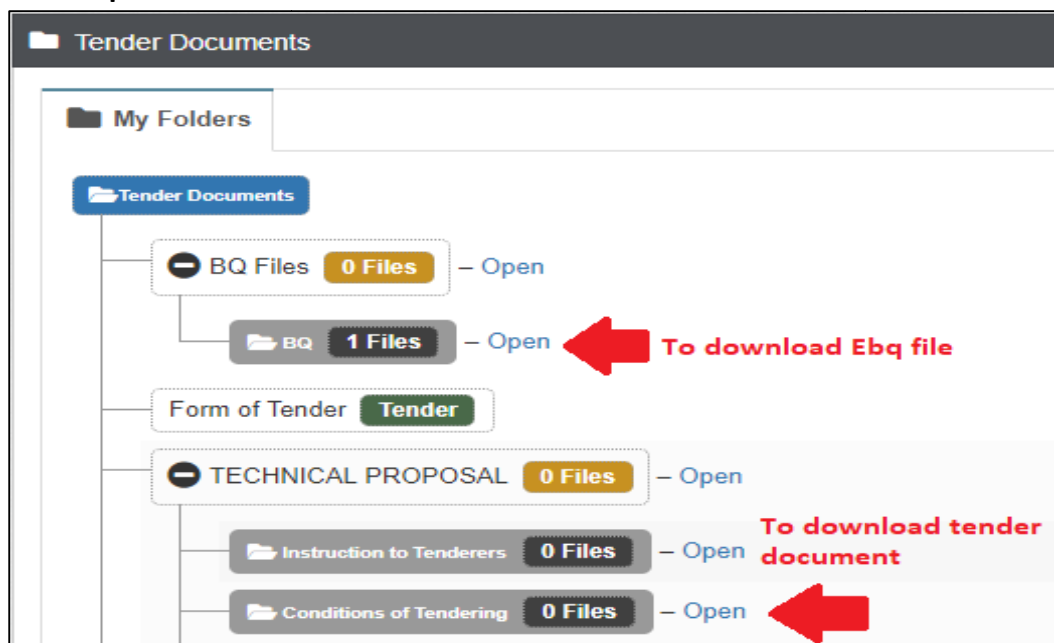 Tender Documents
My Folders
Tender Documents
BQ Files 0 Files – Open
BQ 1 Files – Open To download Ebq file
Form of Tender Tender
TECHNICAL PROPOSAL 0 Files – Open
To download tender
Instruction to Tenderers 0 Files – Open document
Conditions of Tendering 0 Files – Open